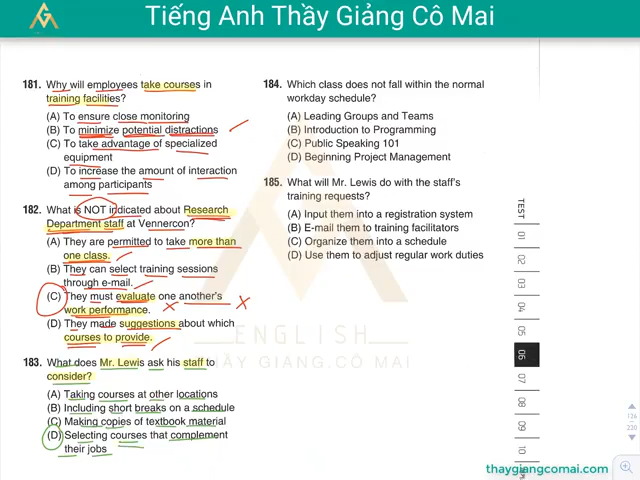 Tiếng Anh Thầy Giảng Cô Mai
181. Why will employees take courses in
training facilities?
(A) To ensure close monitoring
(B) To minimize potential distractions
(C) To take advantage of specialized
equipment
(D) To increase the amount of interaction
among participants
182. What is NOT indicated about Research
Department staff at Vennercon?
(A) They are permitted to take more than
one class.
(B) They can select training sessions
through e-mail.
(C) They must evaluate one another's
work performance.
(D) They made suggestions about which
courses to provide.
183. What does Mr. Lewis ask his staff to
consider?
(A) Taking courses at other locations
(B) Including short breaks on a schedule
(C) Making copies of textbook material
(D) Selecting courses that complement
their jobs
184. Which class does not fall within the normal
workday schedule?
(A) Leading Groups and Teams
(B) Introduction to Programming
(C) Public Speaking 101
(D) Beginning Project Management
185. What will Mr. Lewis do with the staff's
training requests?
(A) Input them into a registration system
(B) E-mail them to training facilitators
(C) Organize them into a schedule
(D) Use them to adjust regular work duties
TEST
01
02
03
04
05
06
07
08
09
10
ENGLISH
THẦY GIẢNG.CÔ MAI
126
220
thaygiangcomai.com